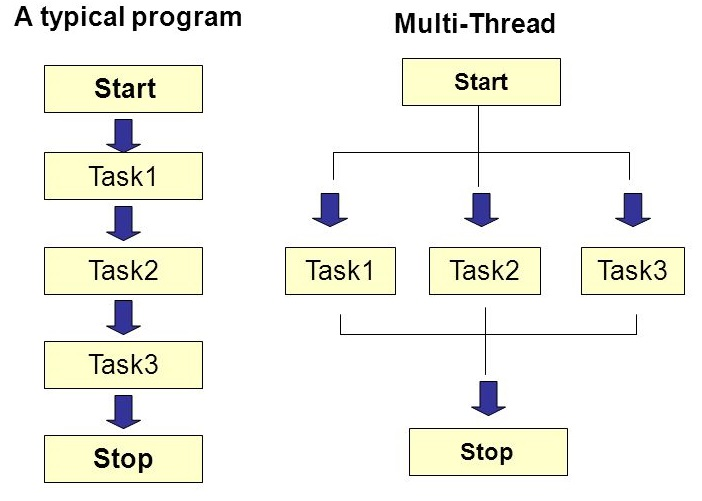 A typical program
Start
Task1
Task2
Task3
Stop
Multi-Thread
Start
Task1
Task2
Task3
Stop